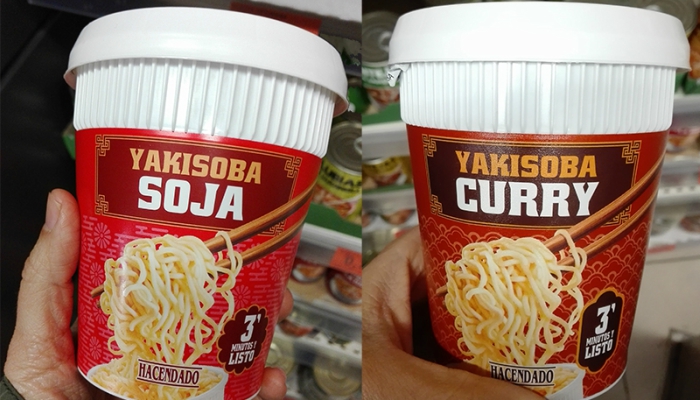 YAKISOBA
SOJA
3'
MINUTOS Y
LISTO
HACENDADO
YAKISOBA
CURRY
3'
MINUTOS Y
LISTO
HACENDADO